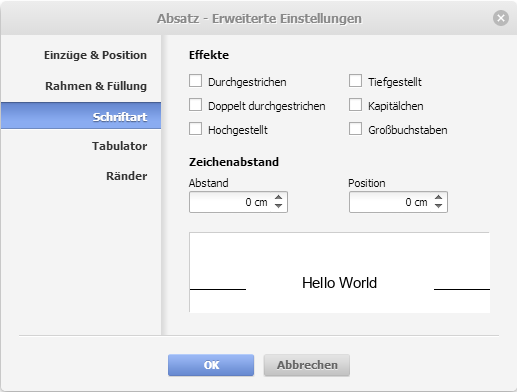 Absatz - Erweiterte Einstellungen
Einzüge & Position
Rahmen & Füllung
Schriftart
Tabulator
Ränder
Effekte
Durchgestrichen Tiefgestellt
Doppelt durchgestrichen Kapitälchen
Hochgestellt Großbuchstaben
Zeichenabstand
Abstand Position
0 cm 0 cm
Hello World
OK Abbrechen